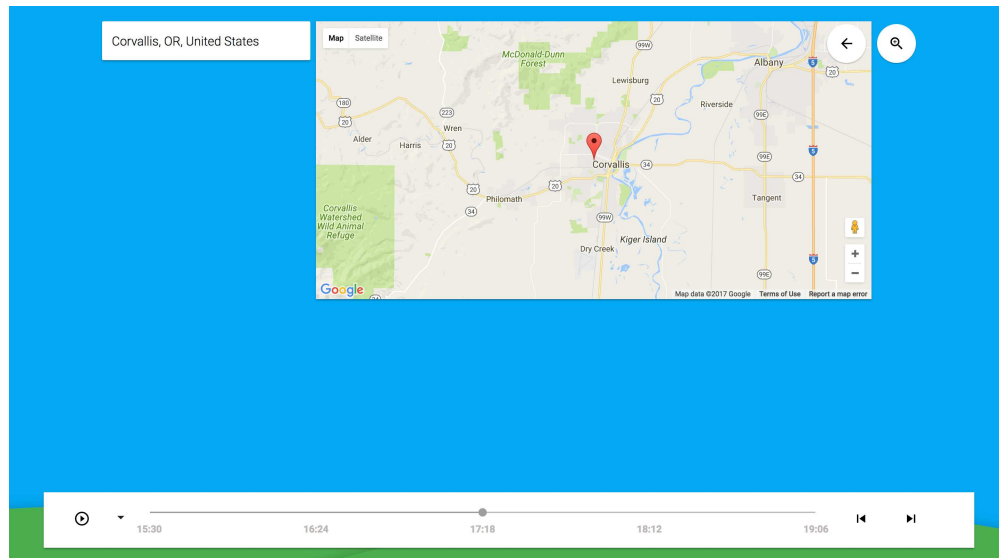 Corvallis, OR, United States
Map Satellite
McDonald-Dunn
Forest
99W
Albany
5
20
Lewisburg
20
Riverside
180
223
99E
20
Wren
Alder
Harris
20
5
99E
Corvallis
34
34
20
20
Philomath
Tangent
34
Corvallis
Watershed
Wild Animal
Refuge
99W
Kiger Island
Dry Creek
5
+
99E
−
Google
Map data ©2017 Google Terms of Use Report a map error
15:30 16:24 17:18 18:12 19:06